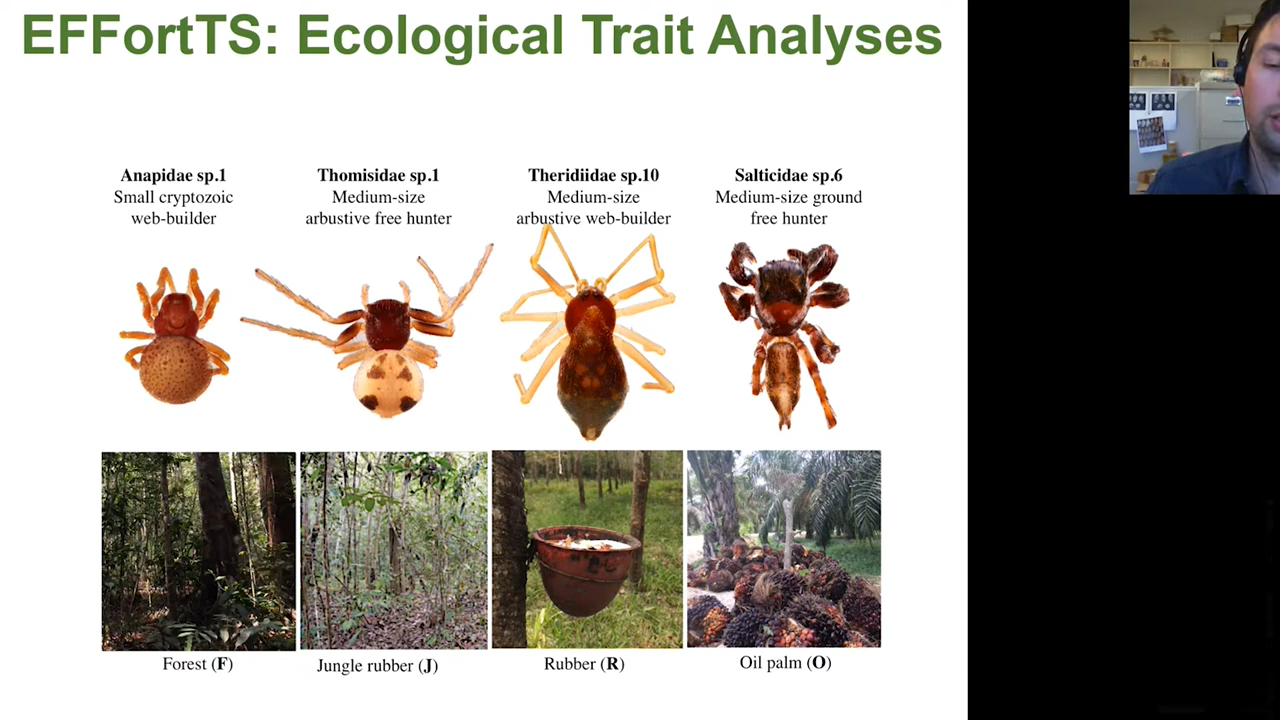 EFFortTS: Ecological Trait Analyses
Anapidae sp.1
Small cryptozoic
web-builder
Thomisidae sp.1
Medium-size
arbustive free hunter
Theridiidae sp.10
Medium-size
arbustive web-builder
Salticidae sp.6
Medium-size ground
free hunter
Forest (F)
Jungle rubber (J)
Rubber (R)
Oil palm (O)